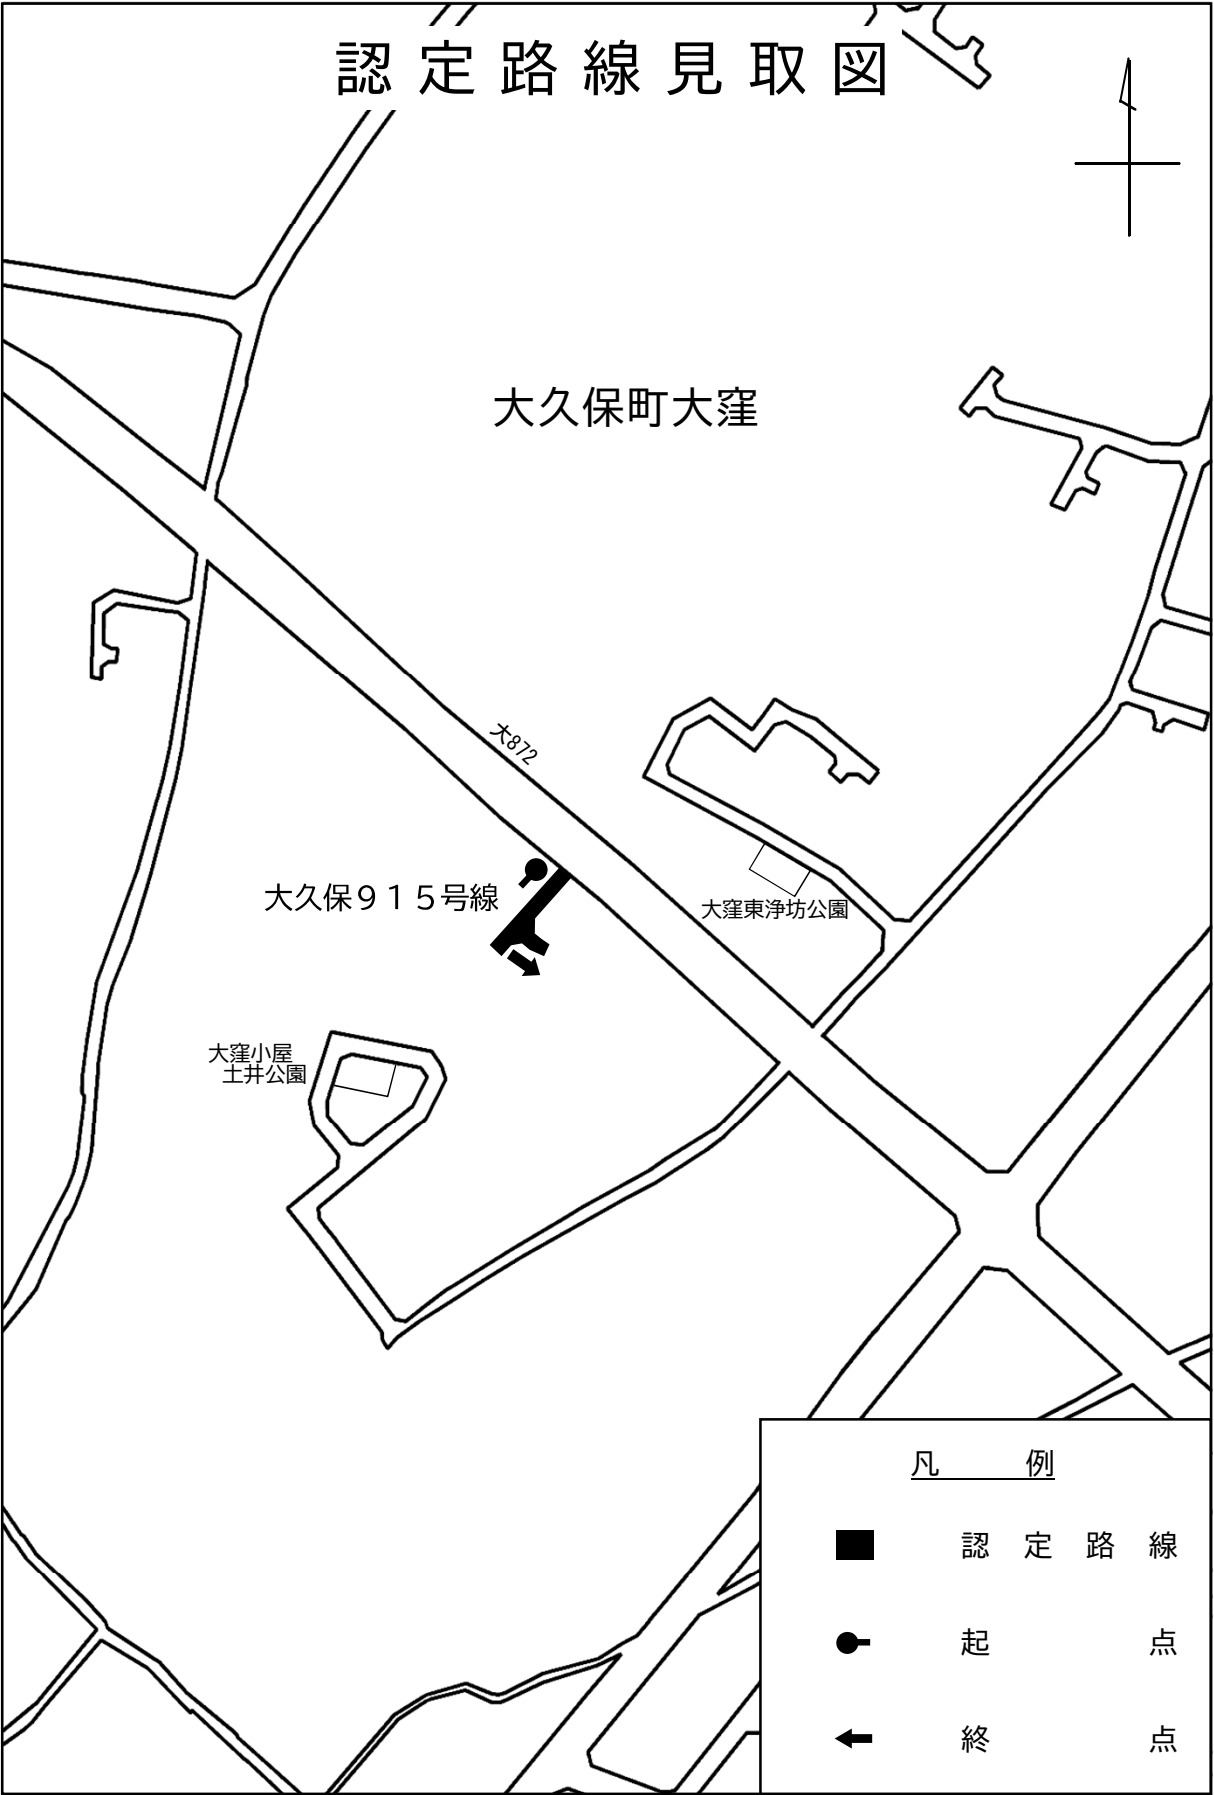 認定路線見取図
大久保町大窪
大872
大久保９１５号線
大窪東浄坊公園
大窪小屋
土井公園
凡例
認定路線
起点
終点